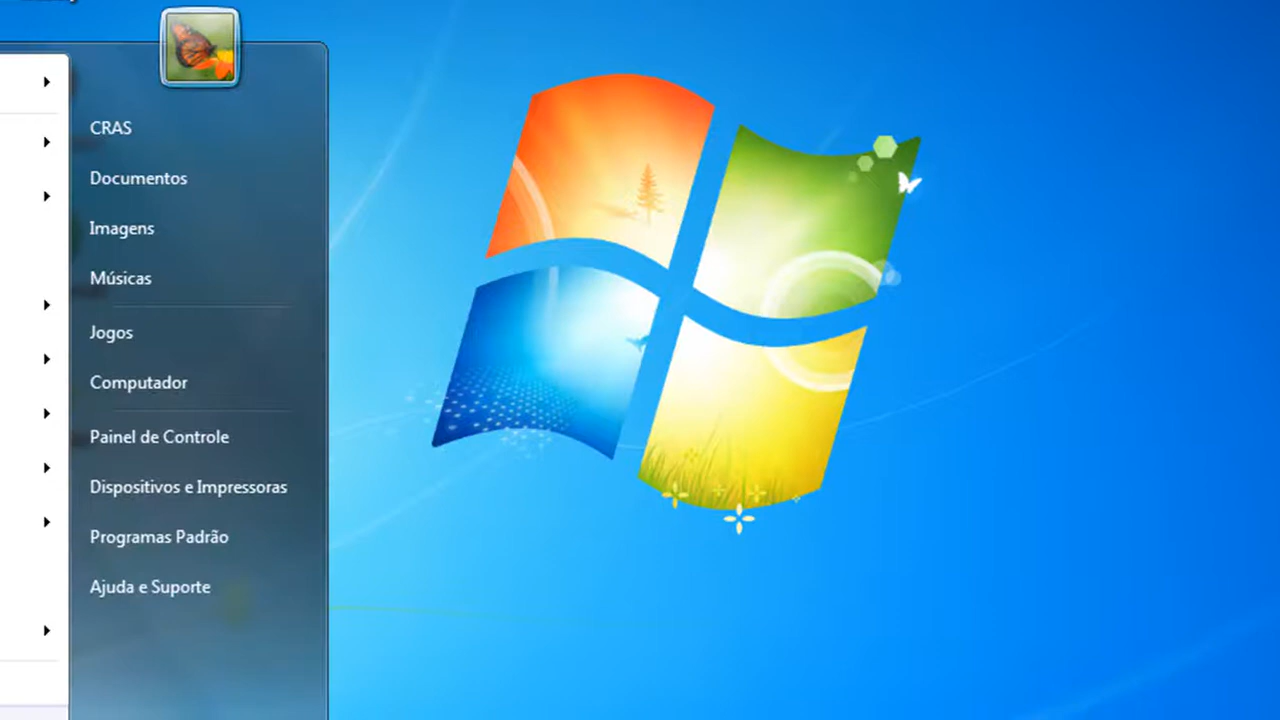 CRAS
Documentos
Imagens
Músicas
Jogos
Computador
Painel de Controle
Dispositivos e Impressoras
Programas Padrão
Ajuda e Suporte